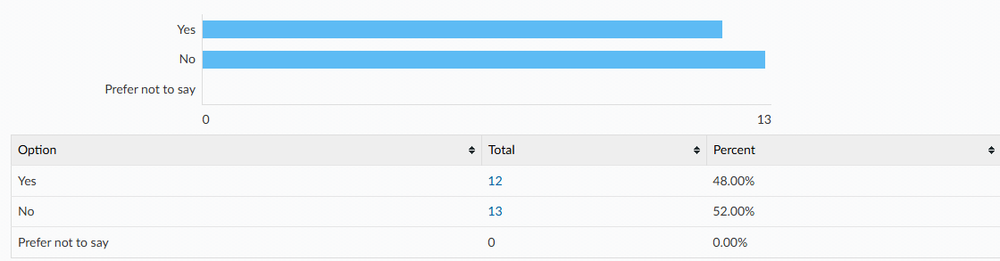 Yes
No
Prefer not to say
0 13
Option Total Percent
Yes 12 48.00%
No 13 52.00%
Prefer not to say 0 0.00%